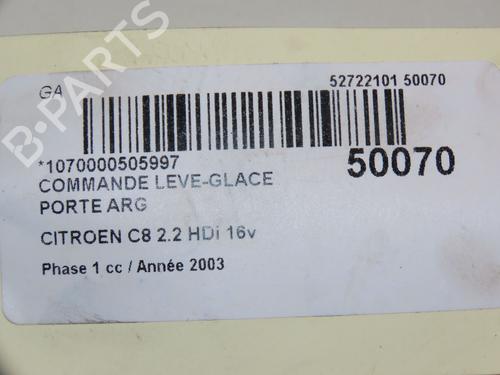 GA
52722101 50070
*1070000505997
50070
COMMANDE LEVE-GLACE
PORTE ARG
CITROEN C8 2.2 HDi 16v
Phase 1 cc / Année 2003
B-PARTS